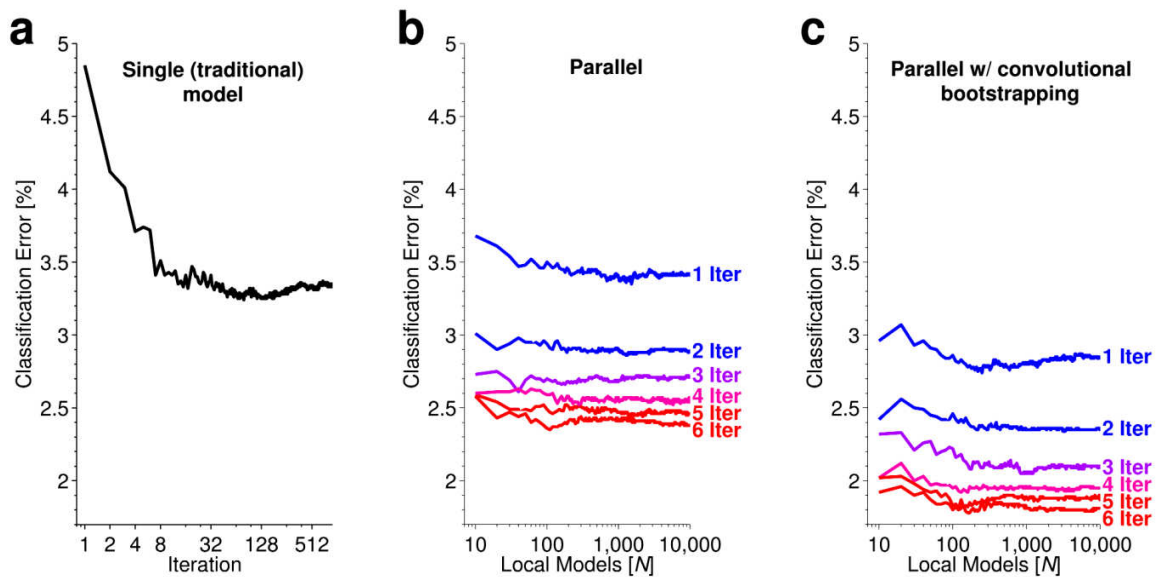 a
Single (traditional)
model
Classification Error [%]
5
4.5
4
3.5
3
2.5
2
1 2 4 8 32 128 512
Iteration
b
Parallel
Classification Error [%]
5
4.5
4
3.5
3
2.5
2
1 Iter
2 Iter
3 Iter
4 Iter
5 Iter
6 Iter
10 100 1,000 10,000
Local Models [N]
c
Parallel w/ convolutional
bootstrapping
Classification Error [%]
5
4.5
4
3.5
3
2.5
2
1 Iter
2 Iter
3 Iter
4 Iter
5 Iter
6 Iter
10 100 1,000 10,000
Local Models [N]